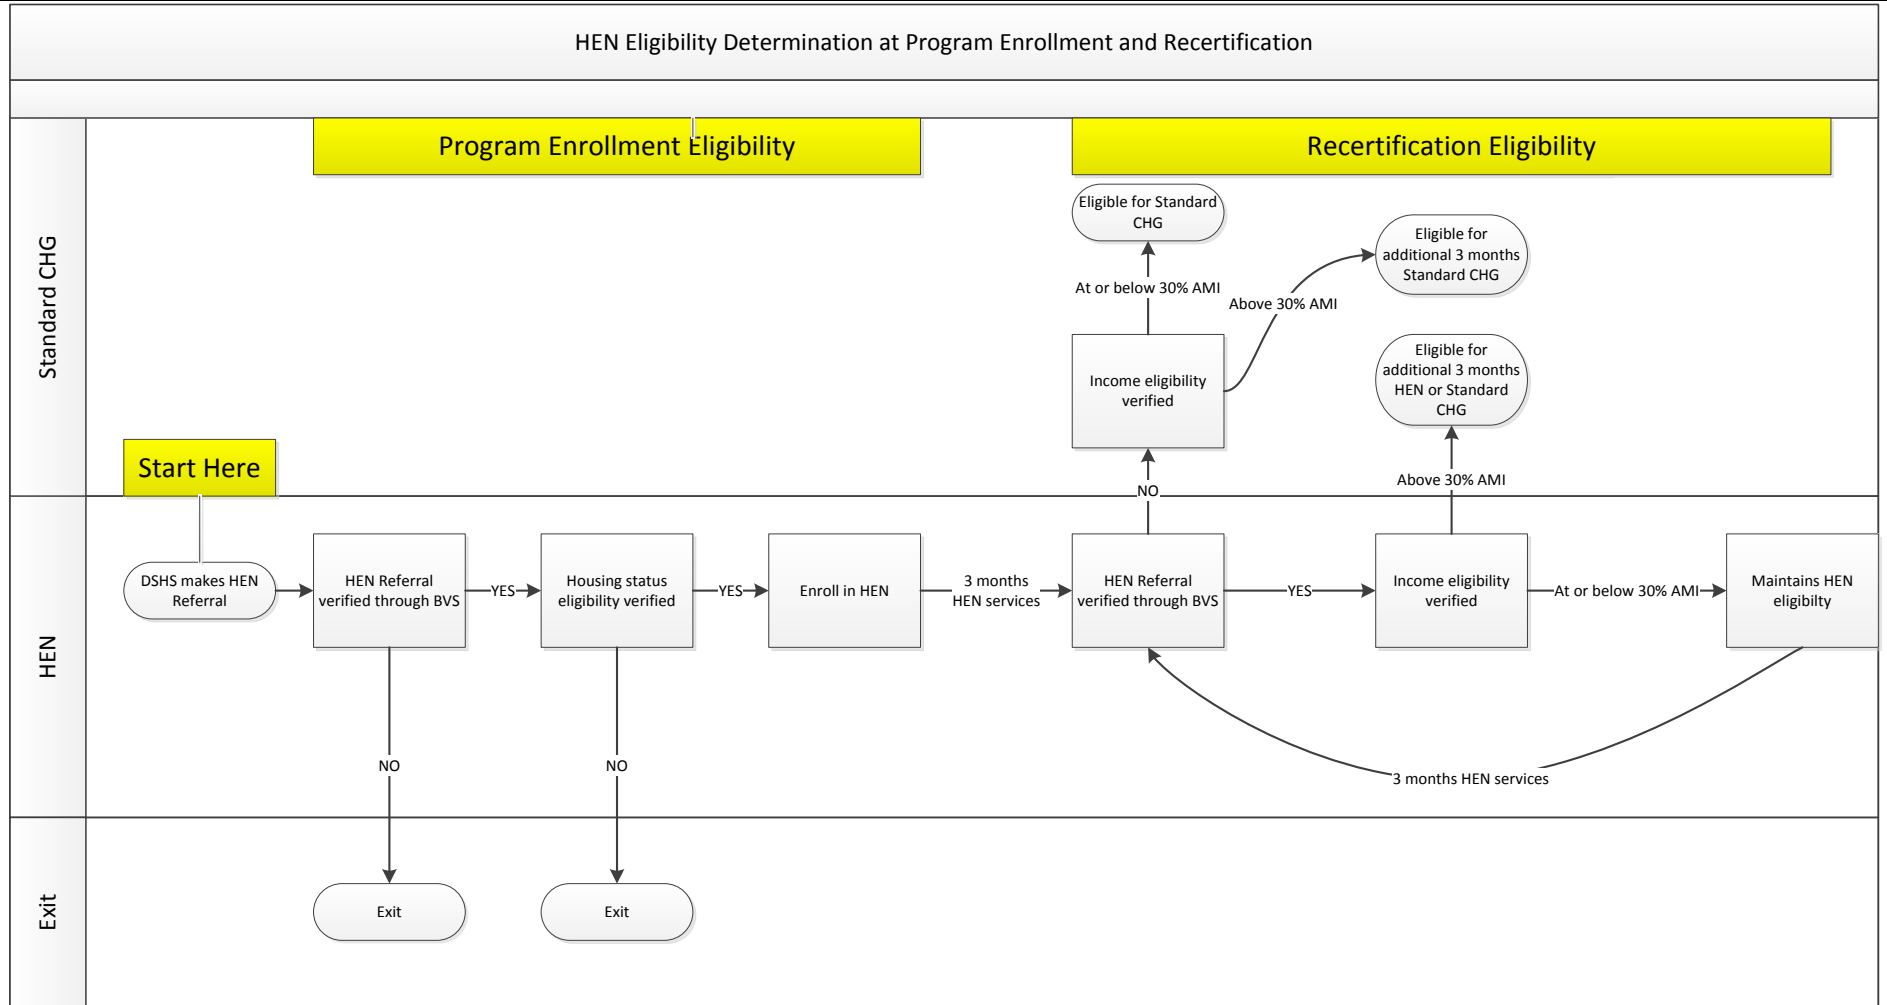 HEN Eligibility Determination at Program Enrollment and Recertification
Program Enrollment Eligibility
Recertification Eligibility
Standard CHG
Eligible for Standard
CHG
Eligible for
additional 3 months
Standard CHG
At or below 30% AMI
Above 30% AMI
Income eligibility
verified
Eligible for
additional 3 months
HEN or Standard
CHG
Start Here
Above 30% AMI
NO
HEN
DSHS makes HEN
Referral
HEN Referral
verified through BVS
YES
Housing status
eligibility verified
YES
Enroll in HEN
3 months
HEN services
HEN Referral
verified through BVS
YES
Income eligibility
verified
At or below 30% AMI
Maintains HEN
eligibilty
NO
NO
3 months HEN services
Exit
Exit
Exit